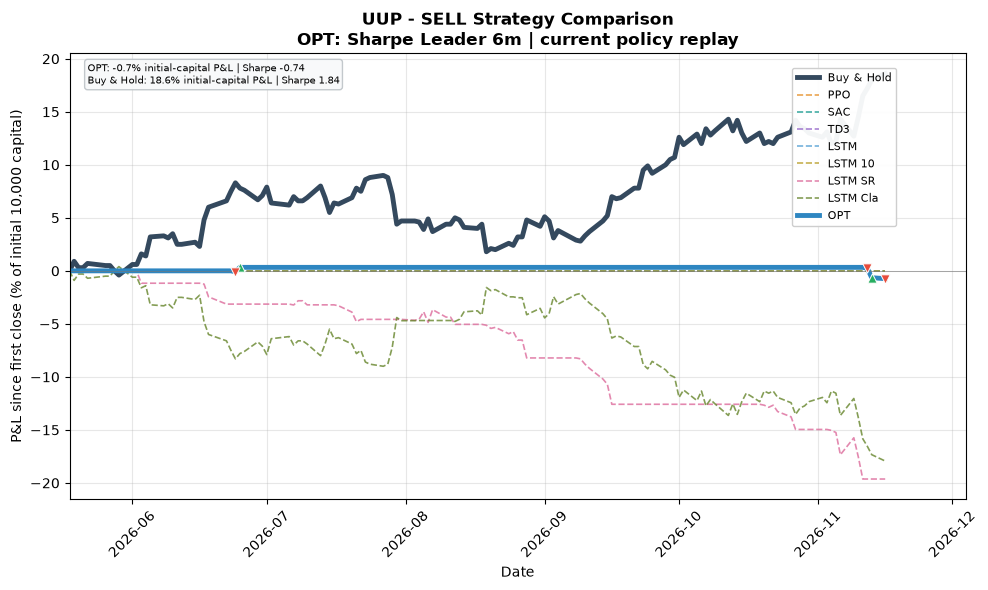 UUP - SELL Strategy Comparison
OPT: Sharpe Leader 6m | current policy replay
OPT: -0.7% initial-capital P&L | Sharpe -0.74
Buy & Hold: 18.6% initial-capital P&L | Sharpe 1.84
Buy & Hold
PPO
SAC
TD3
LSTM
LSTM 10
LSTM SR
LSTM Cla
OPT
P&L since first close (% of initial 10,000 capital)
20
15
10
5
0
−5
−10
−15
−20
2026-06
2026-07
2026-08
2026-09
2026-10
2026-11
2026-12
Date